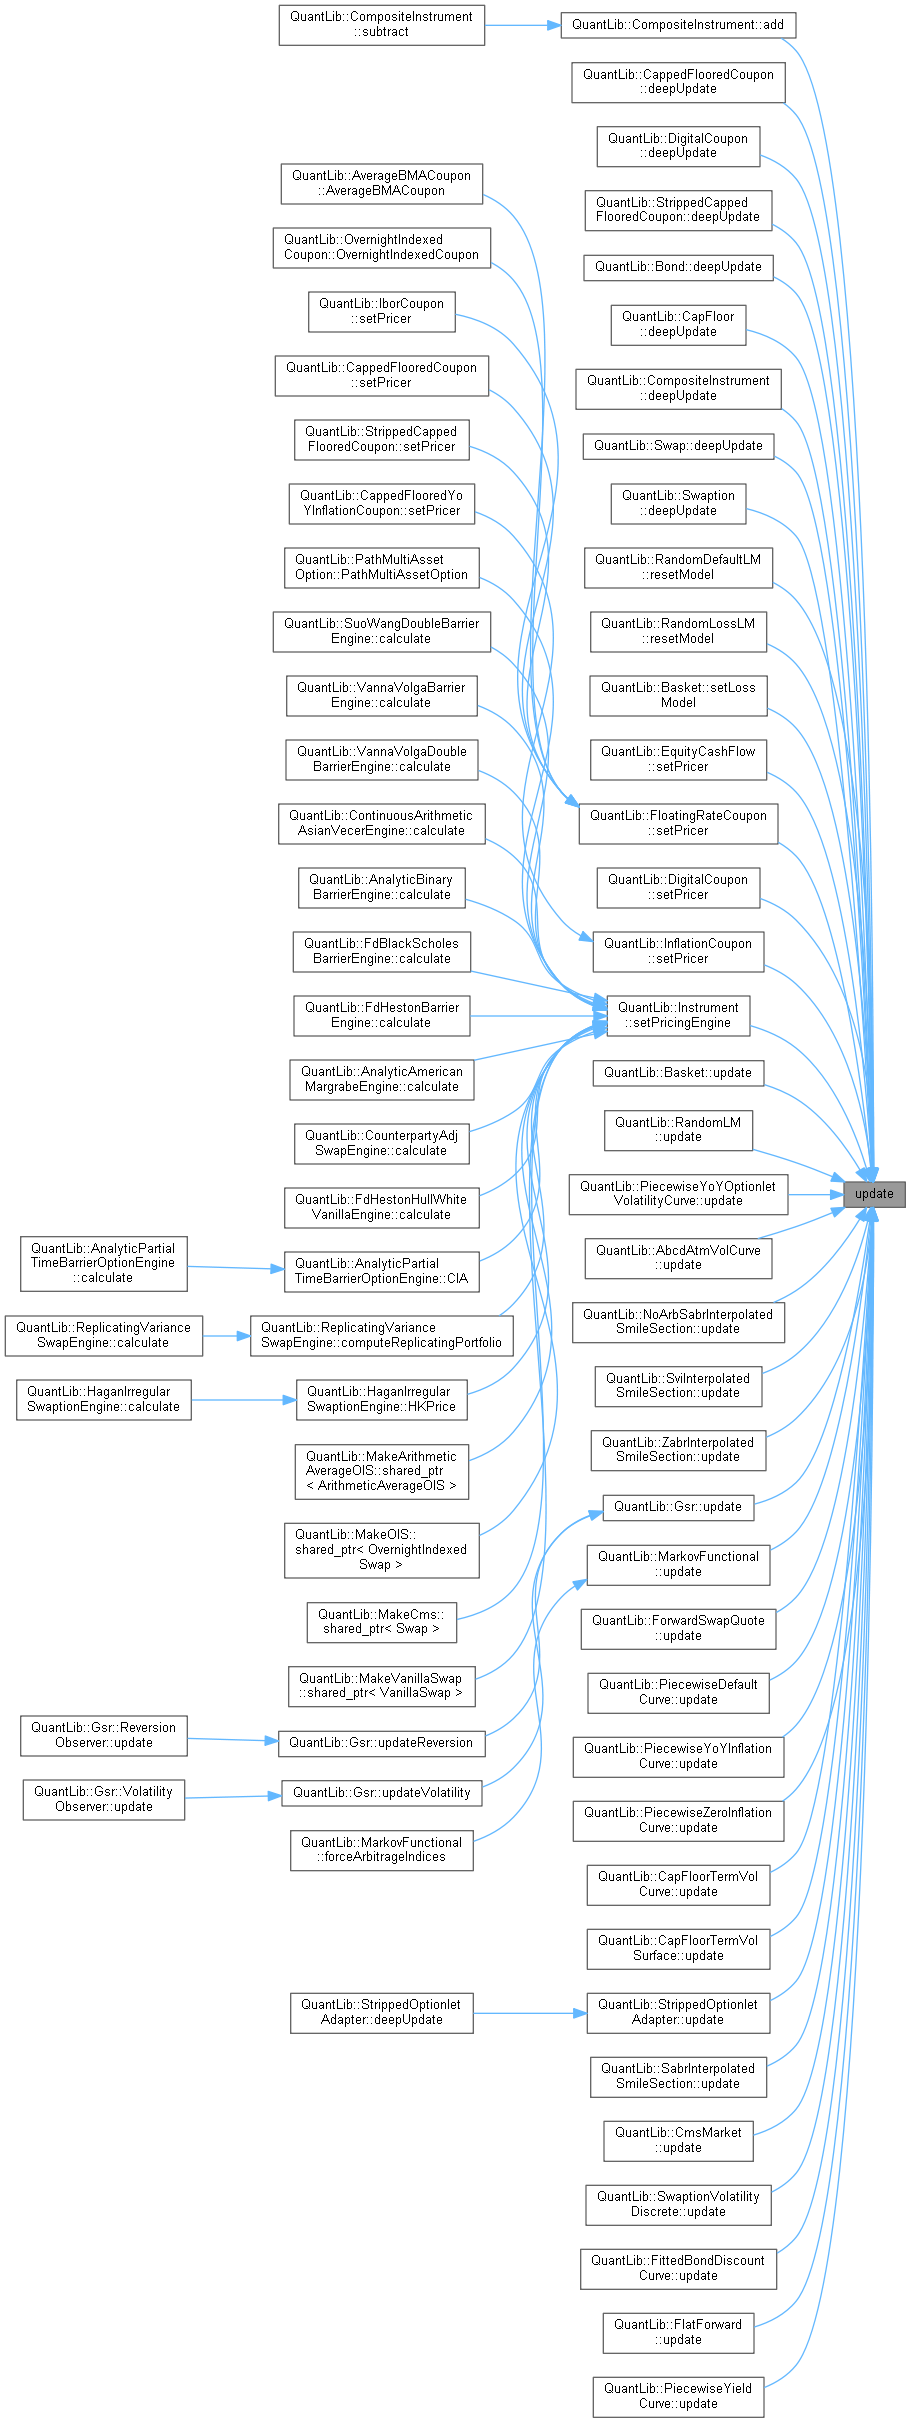 QuantLib::CompositeInstrument
::subtract
QuantLib::CompositeInstrument::add
QuantLib::CappedFlooredCoupon
::deepUpdate
QuantLib::DigitalCoupon
::deepUpdate
QuantLib::AverageBMACoupon
::AverageBMACoupon
QuantLib::StrippedCapped
FlooredCoupon::deepUpdate
QuantLib::OvernightIndexed
Coupon::OvernightIndexedCoupon
QuantLib::Bond::deepUpdate
QuantLib::IborCoupon
::setPricer
QuantLib::CapFloor
::deepUpdate
QuantLib::CappedFlooredCoupon
::setPricer
QuantLib::CompositeInstrument
::deepUpdate
QuantLib::StrippedCapped
FlooredCoupon::setPricer
QuantLib::Swap::deepUpdate
QuantLib::CappedFlooredYo
YInflationCoupon::setPricer
QuantLib::Swaption
::deepUpdate
QuantLib::PathMultiAsset
Option::PathMultiAssetOption
QuantLib::RandomDefaultLM
::resetModel
QuantLib::SuoWangDoubleBarrier
Engine::calculate
QuantLib::RandomLossLM
::resetModel
QuantLib::VannaVolgaBarrier
Engine::calculate
QuantLib::Basket::setLoss
Model
QuantLib::VannaVolgaDouble
BarrierEngine::calculate
QuantLib::EquityCashFlow
::setPricer
QuantLib::ContinuousArithmetic
AsianVecerEngine::calculate
QuantLib::FloatingRateCoupon
::setPricer
QuantLib::AnalyticBinary
BarrierEngine::calculate
QuantLib::DigitalCoupon
::setPricer
QuantLib::FdBlackScholes
BarrierEngine::calculate
QuantLib::InflationCoupon
::setPricer
QuantLib::FdHestonBarrier
Engine::calculate
QuantLib::Instrument
::setPricingEngine
QuantLib::AnalyticAmerican
MargrabeEngine::calculate
QuantLib::Basket::update
QuantLib::CounterpartyAdj
SwapEngine::calculate
QuantLib::RandomLM
::update
QuantLib::FdHestonHullWhite
VanillaEngine::calculate
QuantLib::PiecewiseYoYOptionlet
VolatilityCurve::update
update
QuantLib::AnalyticPartial
TimeBarrierOptionEngine
::calculate
QuantLib::AnalyticPartial
TimeBarrierOptionEngine::CIA
QuantLib::AbcdAtmVolCurve
::update
QuantLib::ReplicatingVariance
SwapEngine::calculate
QuantLib::ReplicatingVariance
SwapEngine::computeReplicatingPortfolio
QuantLib::NoArbSabrInterpolated
SmileSection::update
QuantLib::HaganIrregular
SwaptionEngine::calculate
QuantLib::HaganIrregular
SwaptionEngine::HKPrice
QuantLib::SviInterpolated
SmileSection::update
QuantLib::MakeArithmetic
AverageOIS::shared_ptr
< ArithmeticAverageOIS >
QuantLib::ZabrInterpolated
SmileSection::update
QuantLib::MakeOIS::
shared_ptr< OvernightIndexed
Swap >
QuantLib::Gsr::update
QuantLib::MarkovFunctional
::update
QuantLib::MakeCms::
shared_ptr< Swap >
QuantLib::ForwardSwapQuote
::update
QuantLib::MakeVanillaSwap
::shared_ptr< VanillaSwap >
QuantLib::PiecewiseDefault
Curve::update
QuantLib::Gsr::Reversion
Observer::update
QuantLib::Gsr::updateReversion
QuantLib::PiecewiseYoYInflation
Curve::update
QuantLib::Gsr::Volatility
Observer::update
QuantLib::Gsr::updateVolatility
QuantLib::PiecewiseZeroInflation
Curve::update
QuantLib::MarkovFunctional
::forceArbitrageIndices
QuantLib::CapFloorTermVol
Curve::update
QuantLib::CapFloorTermVol
Surface::update
QuantLib::StrippedOptionlet
Adapter::deepUpdate
QuantLib::StrippedOptionlet
Adapter::update
QuantLib::SabrInterpolated
SmileSection::update
QuantLib::CmsMarket
::update
QuantLib::SwaptionVolatility
Discrete::update
QuantLib::FittedBondDiscount
Curve::update
QuantLib::FlatForward
::update
QuantLib::PiecewiseYield
Curve::update